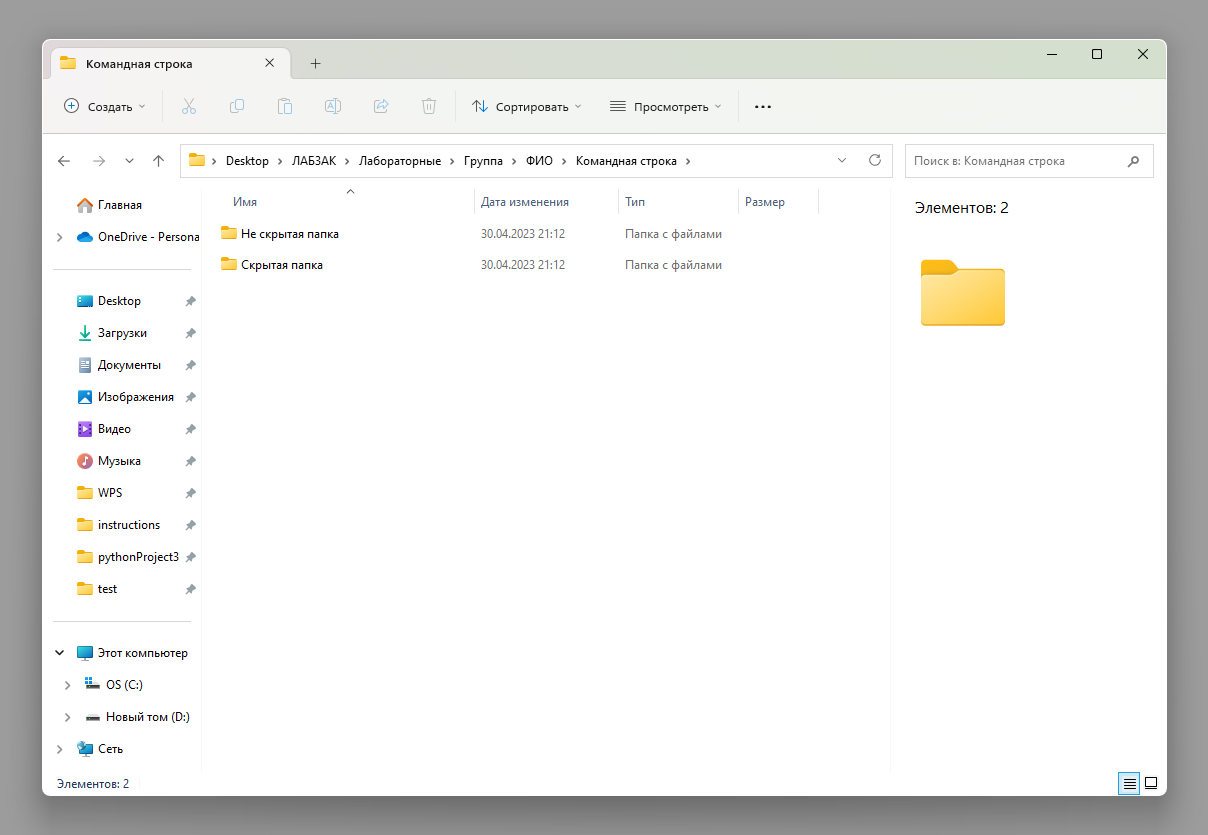 Командная строка
Создать
Сортировать
Просмотреть
Desktop > ЛАБЗАК > Лабораторные > Группа > ФИО > Командная строка >
Поиск в: Командная строка
Главная
OneDrive - Persona
Desktop
Загрузки
Документы
Изображения
Видео
Музыка
WPS
instructions
pythonProject3
test
Этот компьютер
OS (C:)
Новый том (D:)
Сеть
Имя Дата изменения Тип Размер
Не скрытая папка 30.04.2023 21:12 Папка с файлами
Скрытая папка 30.04.2023 21:12 Папка с файлами
Элементов: 2
Элементов: 2